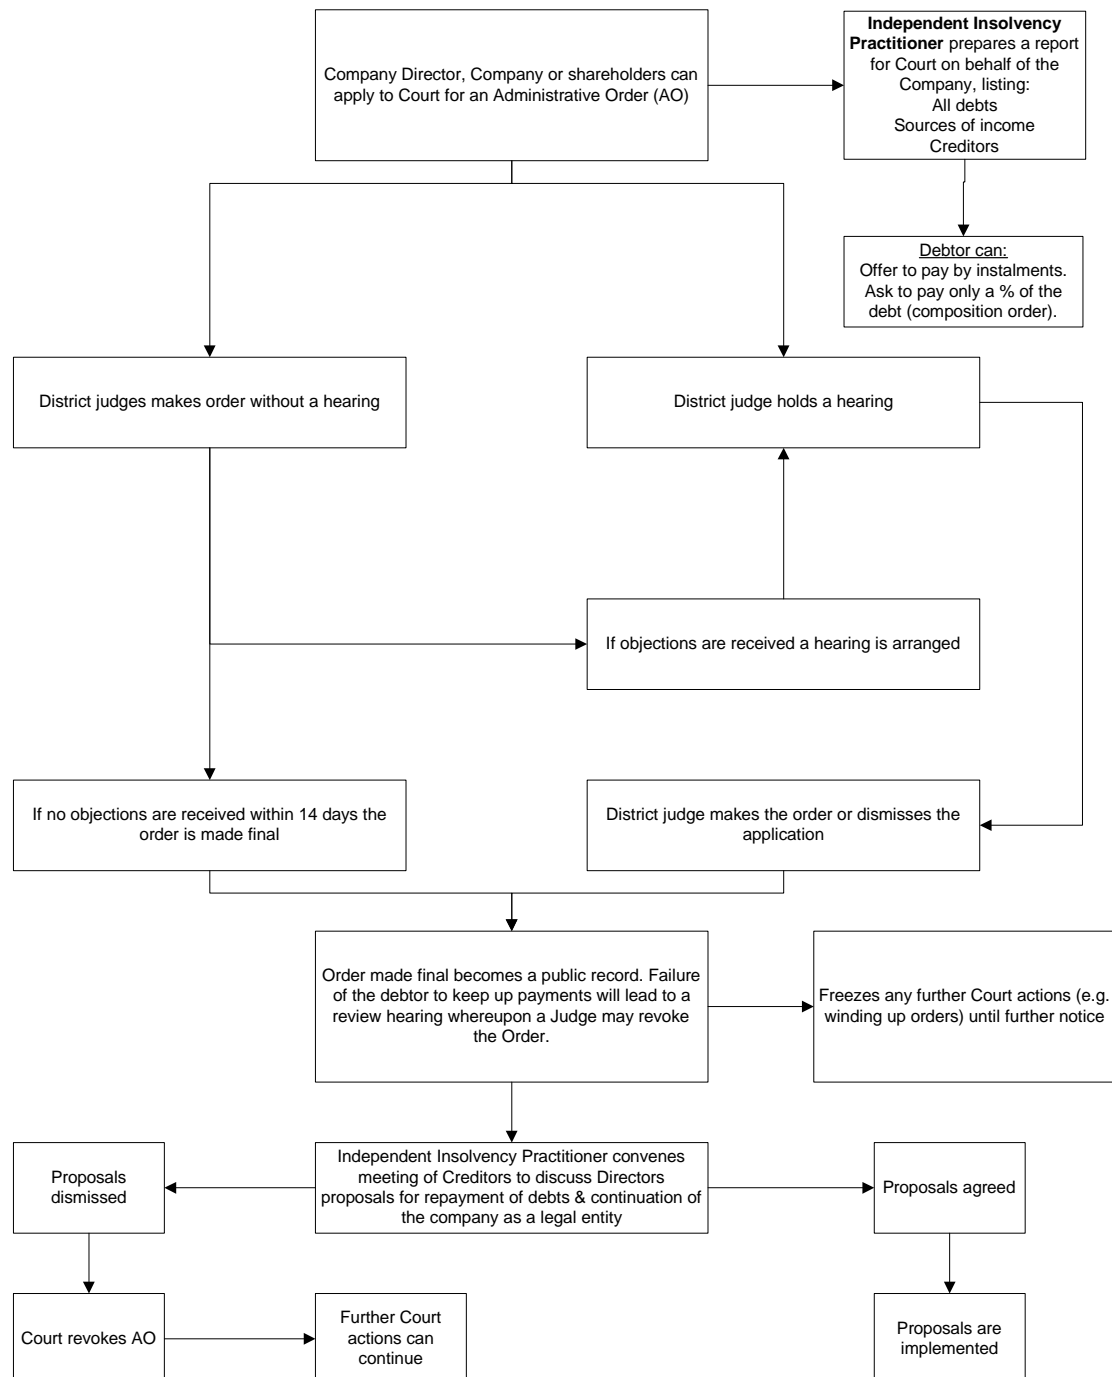 Company Director, Company or shareholders can
apply to Court for an Administrative Order (AO)
Independent Insolvency
Practitioner prepares a report
for Court on behalf of the
Company, listing:
All debts
Sources of income
Creditors
Debtor can:
Offer to pay by instalments.
Ask to pay only a % of the
debt (composition order).
District judges makes order without a hearing
District judge holds a hearing
If objections are received a hearing is arranged
If no objections are received within 14 days the
order is made final
District judge makes the order or dismisses the
application
Order made final becomes a public record. Failure
of the debtor to keep up payments will lead to a
review hearing whereupon a Judge may revoke
the Order.
Freezes any further Court actions (e.g.
winding up orders) until further notice
Proposals
dismissed
Independent Insolvency Practitioner convenes
meeting of Creditors to discuss Directors
proposals for repayment of debts & continuation of
the company as a legal entity
Proposals agreed
Court revokes AO
Further Court
actions can
continue
Proposals are
implemented